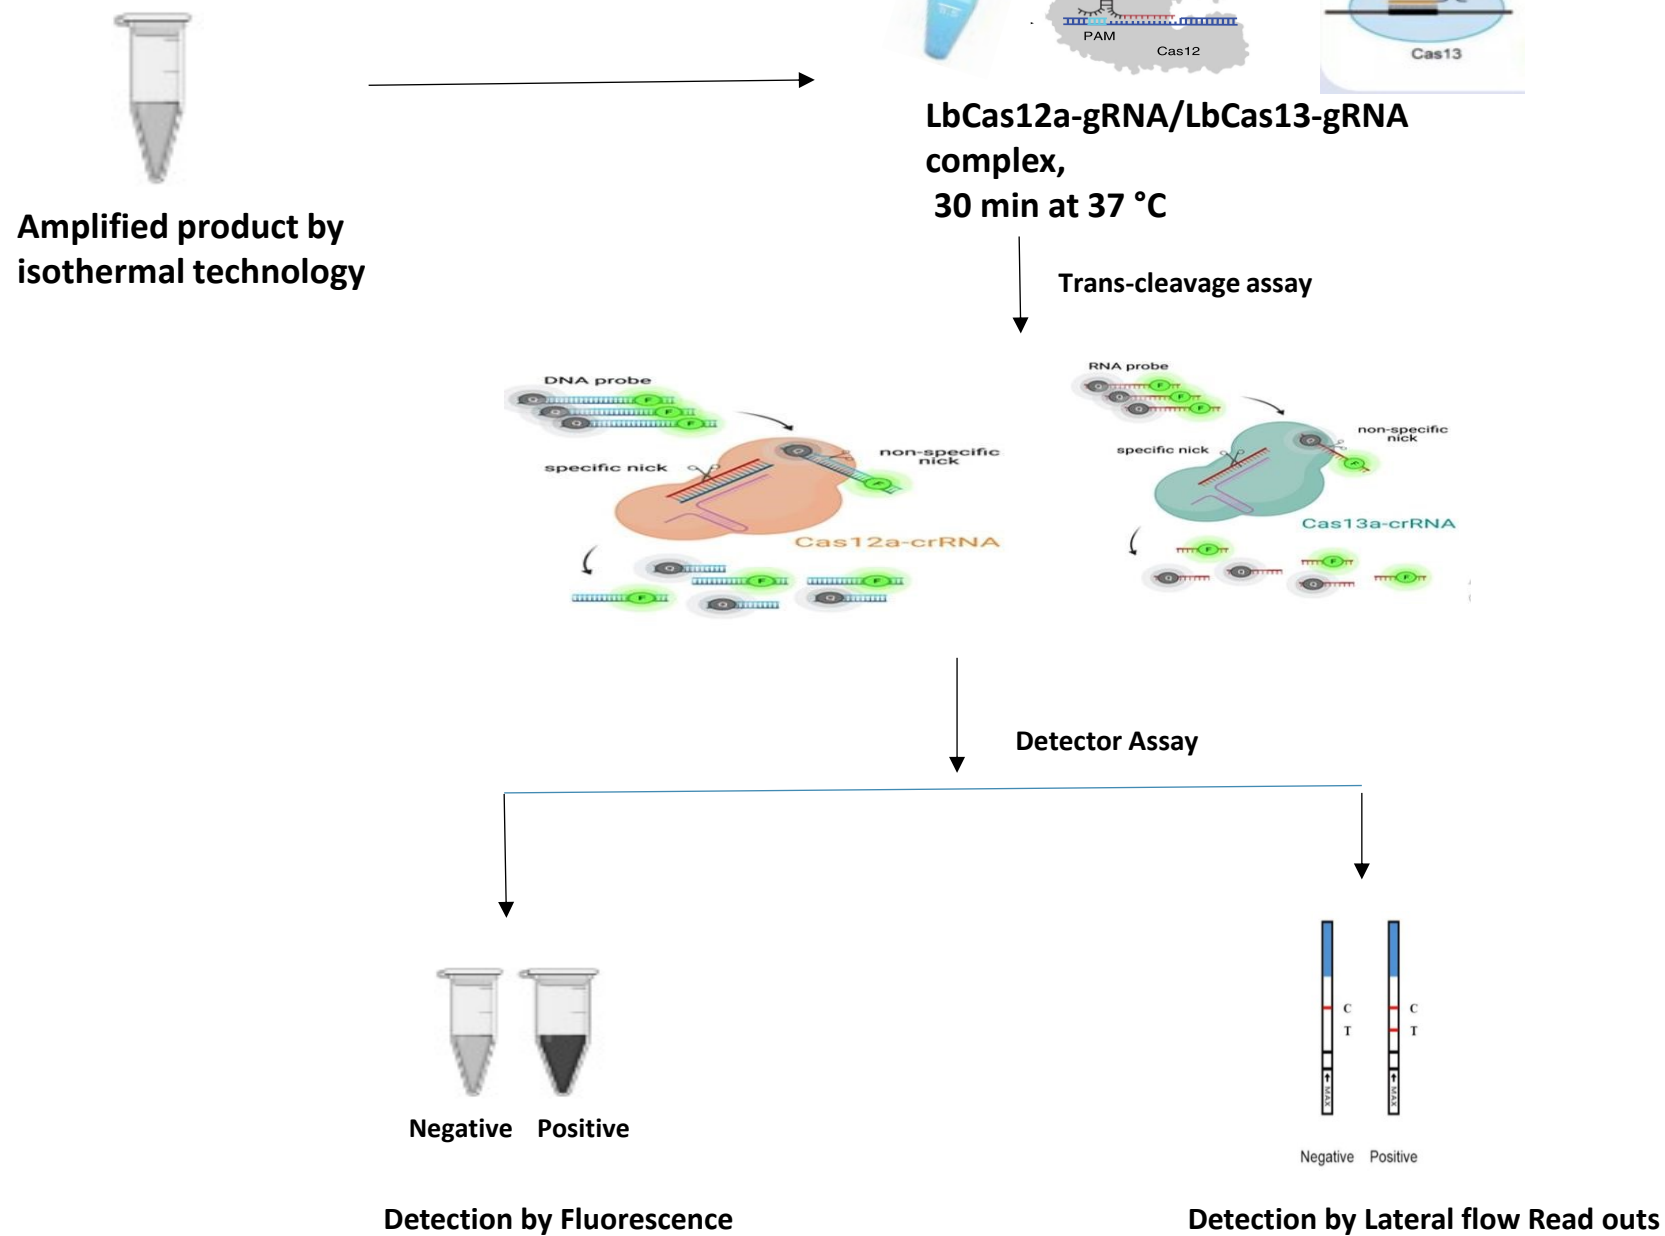 PAM
Cas12
Cas13
LbCas12a-gRNA/LbCas13-gRNA
complex,
30 min at 37 °C
Amplified product by
isothermal technology
Trans-cleavage assay
DNA probe
Q F
Q F
Q F
specific nick
Q
non-specific
nick
F
Cas12a-crRNA
Q
F
F
F
Q
Q
RNA probe
Q F
Q F
Q F
specific nick
Q
non-specific
nick
F
Cas13a-crRNA
F
F
Q
Q
Q
F
Detector Assay
Negative Positive
Detection by Fluorescence
C
T
MAX
C
T
MAX
Negative Positive
Detection by Lateral flow Read outs